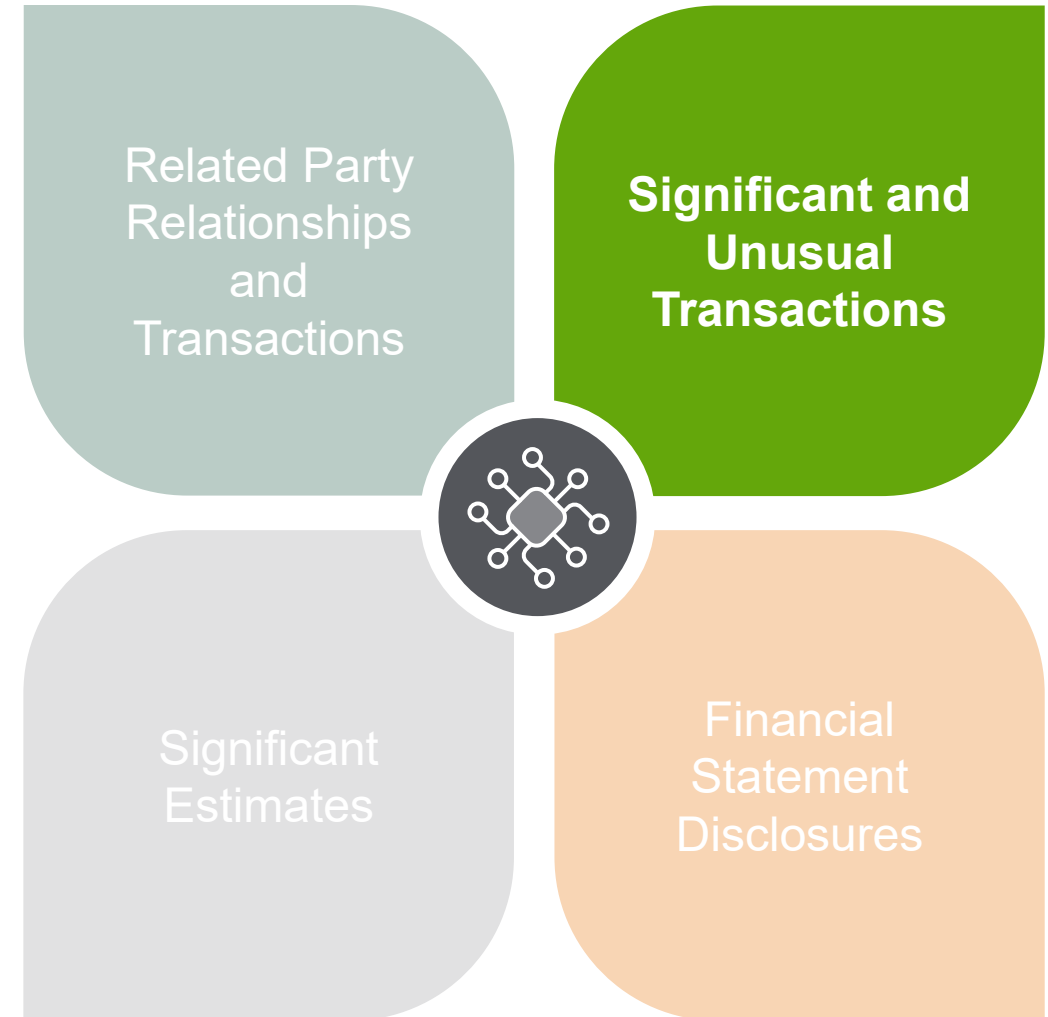 Related Party
Relationships
and
Transactions
Significant and
Unusual
Transactions
Significant
Estimates
Financial
Statement
Disclosures